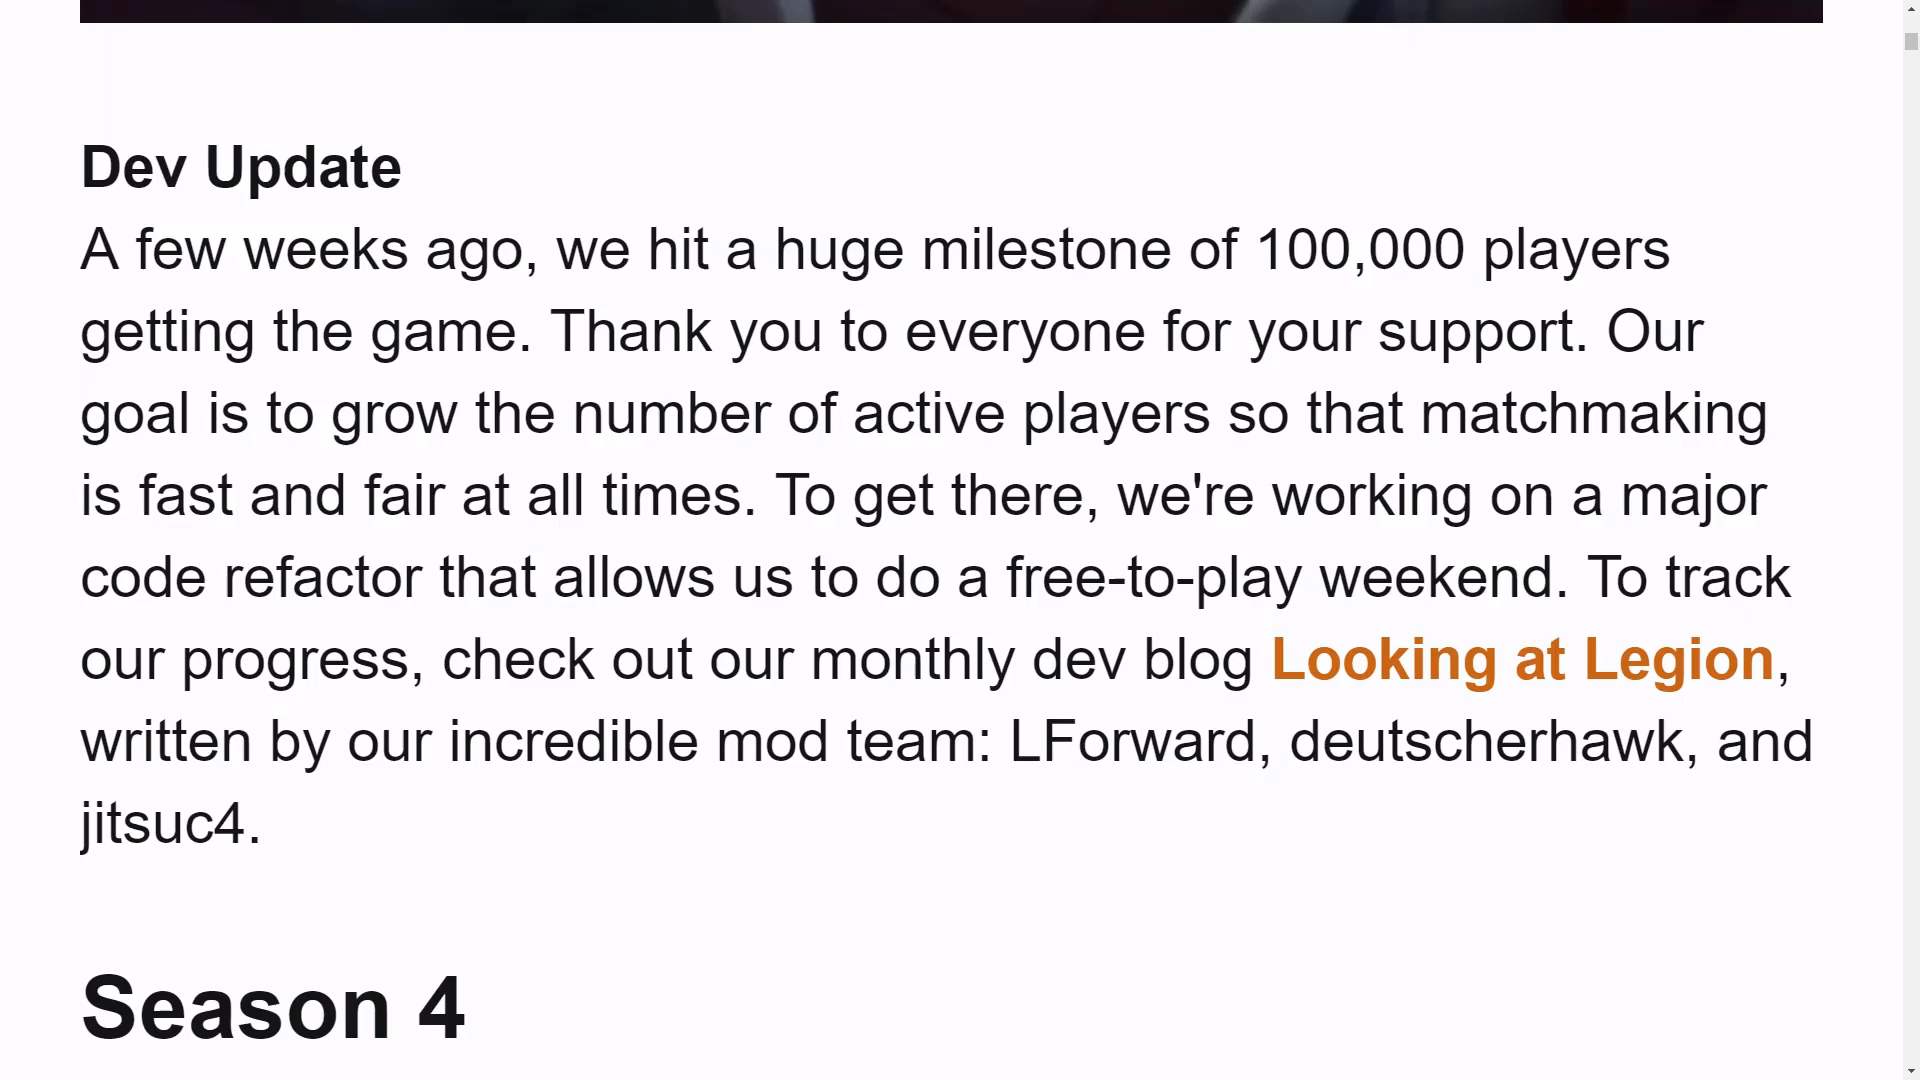 Dev Update
A few weeks ago, we hit a huge milestone of 100,000 players
getting the game. Thank you to everyone for your support. Our
goal is to grow the number of active players so that matchmaking
is fast and fair at all times. To get there, we're working on a major
code refactor that allows us to do a free-to-play weekend. To track
our progress, check out our monthly dev blog Looking at Legion,
written by our incredible mod team: LForward, deutscherhawk, and
jitsuc4.
Season 4